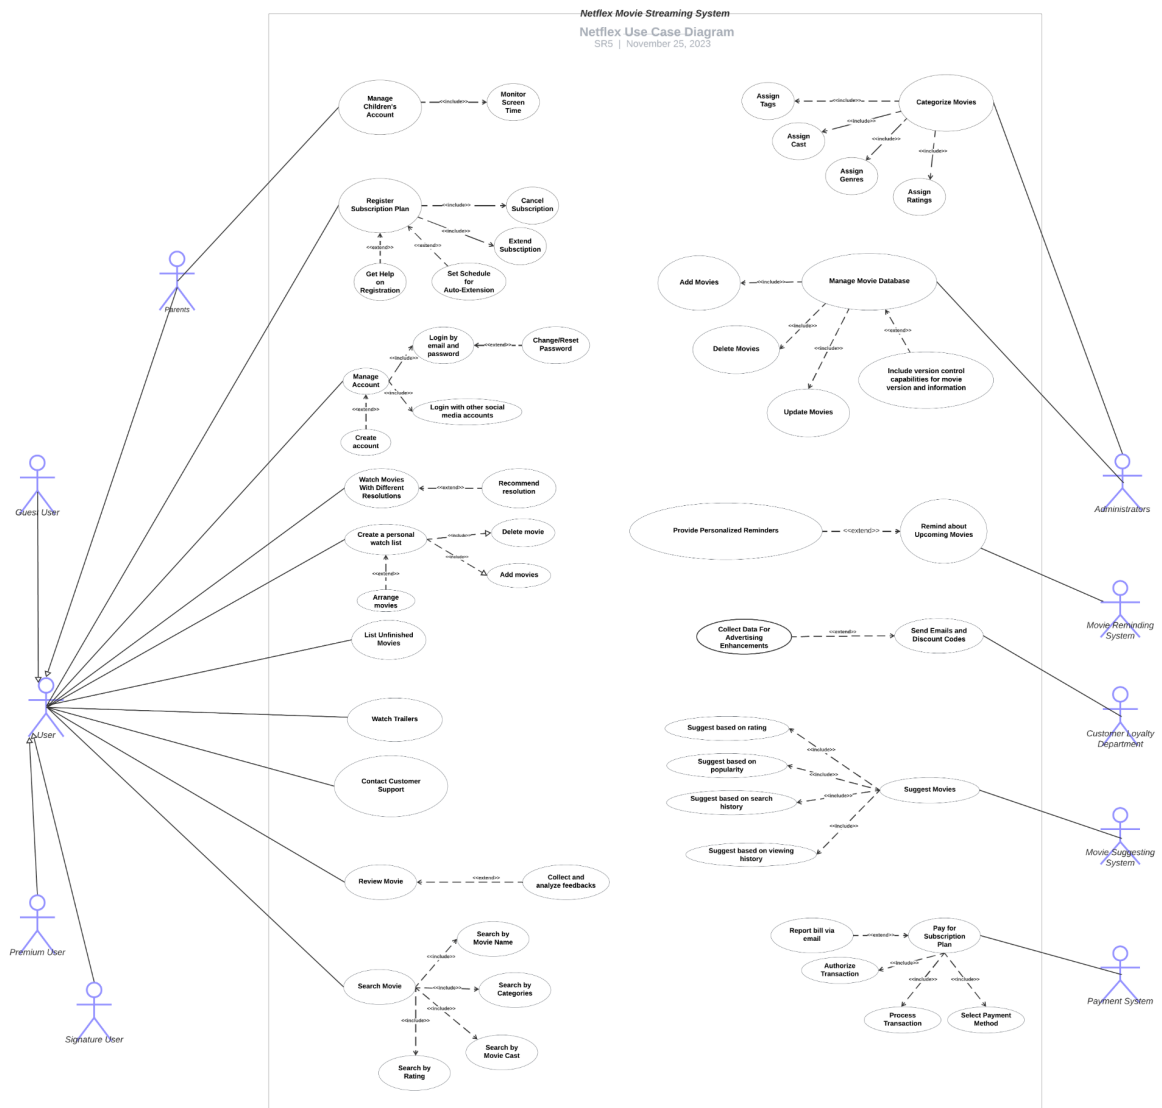 Netflex Movie Streaming System
Netflex Use Case Diagram
SR5 | November 25, 2023
Manage
Children's
Account
<<include>>
Monitor
Screen
Time
Register
Subscription Plan
<<include>>
Cancel
Subscription
<<include>>
Extend
Subsctiption
<<extend>>
<<extend>>
Get Help
on
Registration
Set Schedule
for
Auto-Extension
Parents
Login by
email and
password
<<extend>>
Change/Reset
Password
<<include>>
Manage
Account
<<include>>
<<extend>>
Login with other social
media accounts
Create
account
Guest User
Watch Movies
With Different
Resolutions
<<extend>>
Recommend
resolution
Create a personal
watch list
<<include>>
Delete movie
<<include>>
Add movies
<<extend>>
Arrange
movies
List Unfinished
Movies
User
Watch Trailers
Contact Customer
Support
Review Movie
<<extend>>
Collect and
analyze feedbacks
Premium User
Signature User
Search by
Movie Name
<<include>>
Search Movie
<<include>>
Search by
Categories
<<include>>
<<include>>
Search by
Movie Cast
Search by
Rating
Assign
Tags
<<include>>
Categorize Movies
<<include>>
Assign
Cast
<<include>>
<<include>>
Assign
Genres
Assign
Ratings
Add Movies
<<include>>
Manage Movie Database
<<include>>
<<extend>>
Delete Movies
<<include>>
Include version control
capabilities for movie
version and information
Update Movies
Administrators
Provide Personalized Reminders
<<extend>>
Remind about
Upcoming Movies
Movie Reminding
System
Collect Data For
Advertising
Enhancements
<<extend>>
Send Emails and
Discount Codes
Customer Loyalty
Department
Suggest based on rating
<<include>>
Suggest based on
popularity
<<include>>
Suggest Movies
Suggest based on search
history
<<include>>
<<include>>
Suggest based on viewing
history
Movie Suggesting
System
Report bill via
email
<<extend>>
Pay for
Subscription
Plan
Authorize
Transaction
<<include>>
<<include>>
<<include>>
Process
Transaction
Select Payment
Method
Payment System